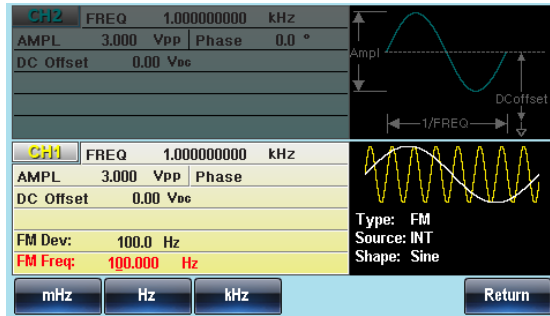 CH2 FREQ 1.000000000 kHz
AMPL 3.000 Vpp Phase 0.0 °
DC Offset 0.00 VDC
Ampl
DCoffset
1/FREQ
CH1 FREQ 1.000000000 kHz
AMPL 3.000 Vpp Phase
DC Offset 0.00 VDC
FM Dev: 100.0 Hz
FM Freq: 100.000 Hz
Type: FM
Source: INT
Shape: Sine
mHz Hz kHz Return